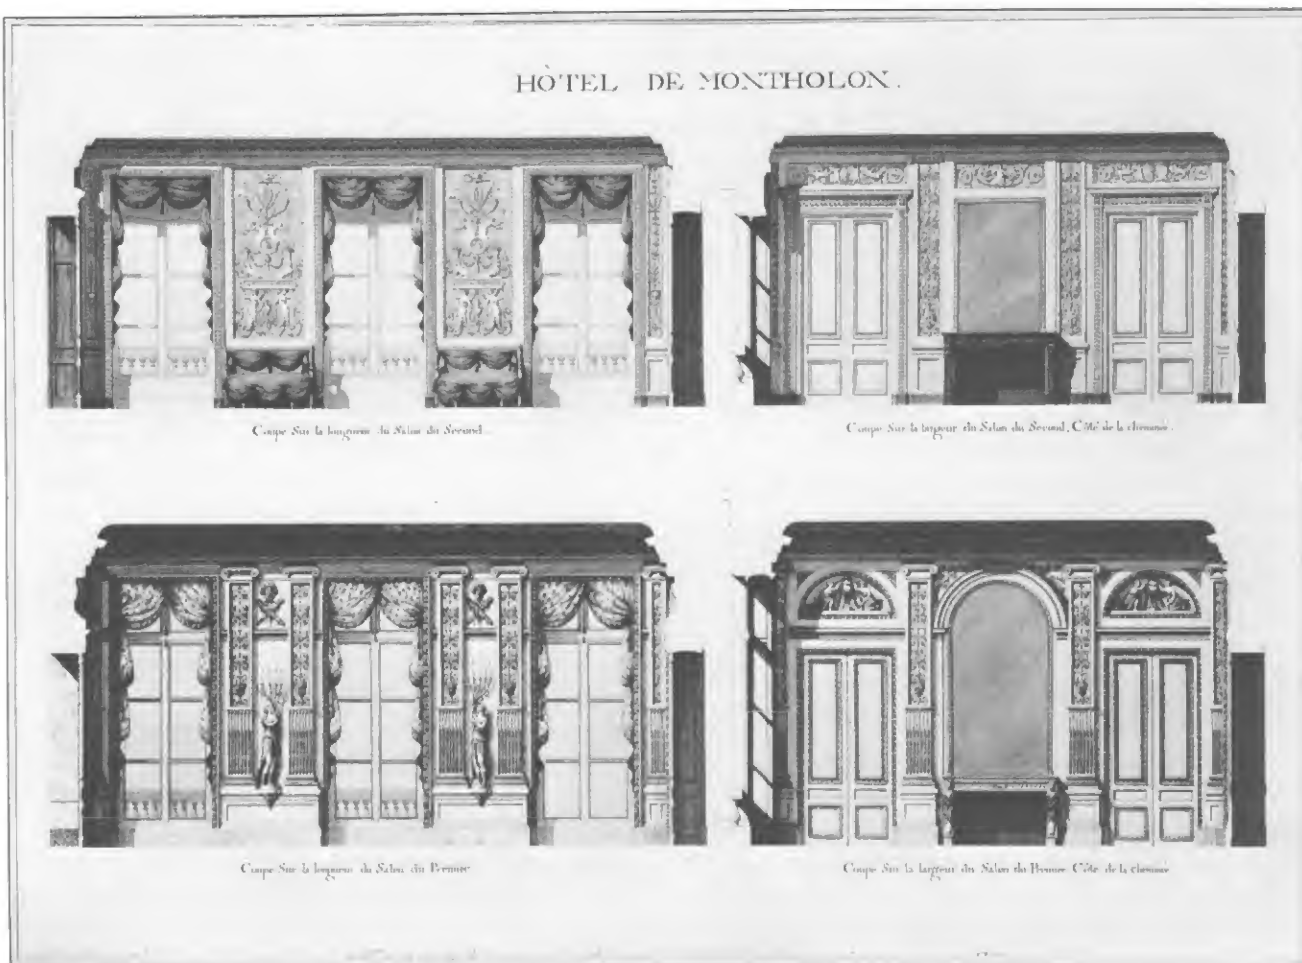 HÒTEL DE MONTHOLON.
Coupe Sur la longueur du Salon du Second.
Coupe Sur la largeur du Salon du Second, Côté de la cheminée.
Coupe Sur la longueur du Salon du Premier
Coupe Sur la largeur du Salon du Premier Côté de la cheminée